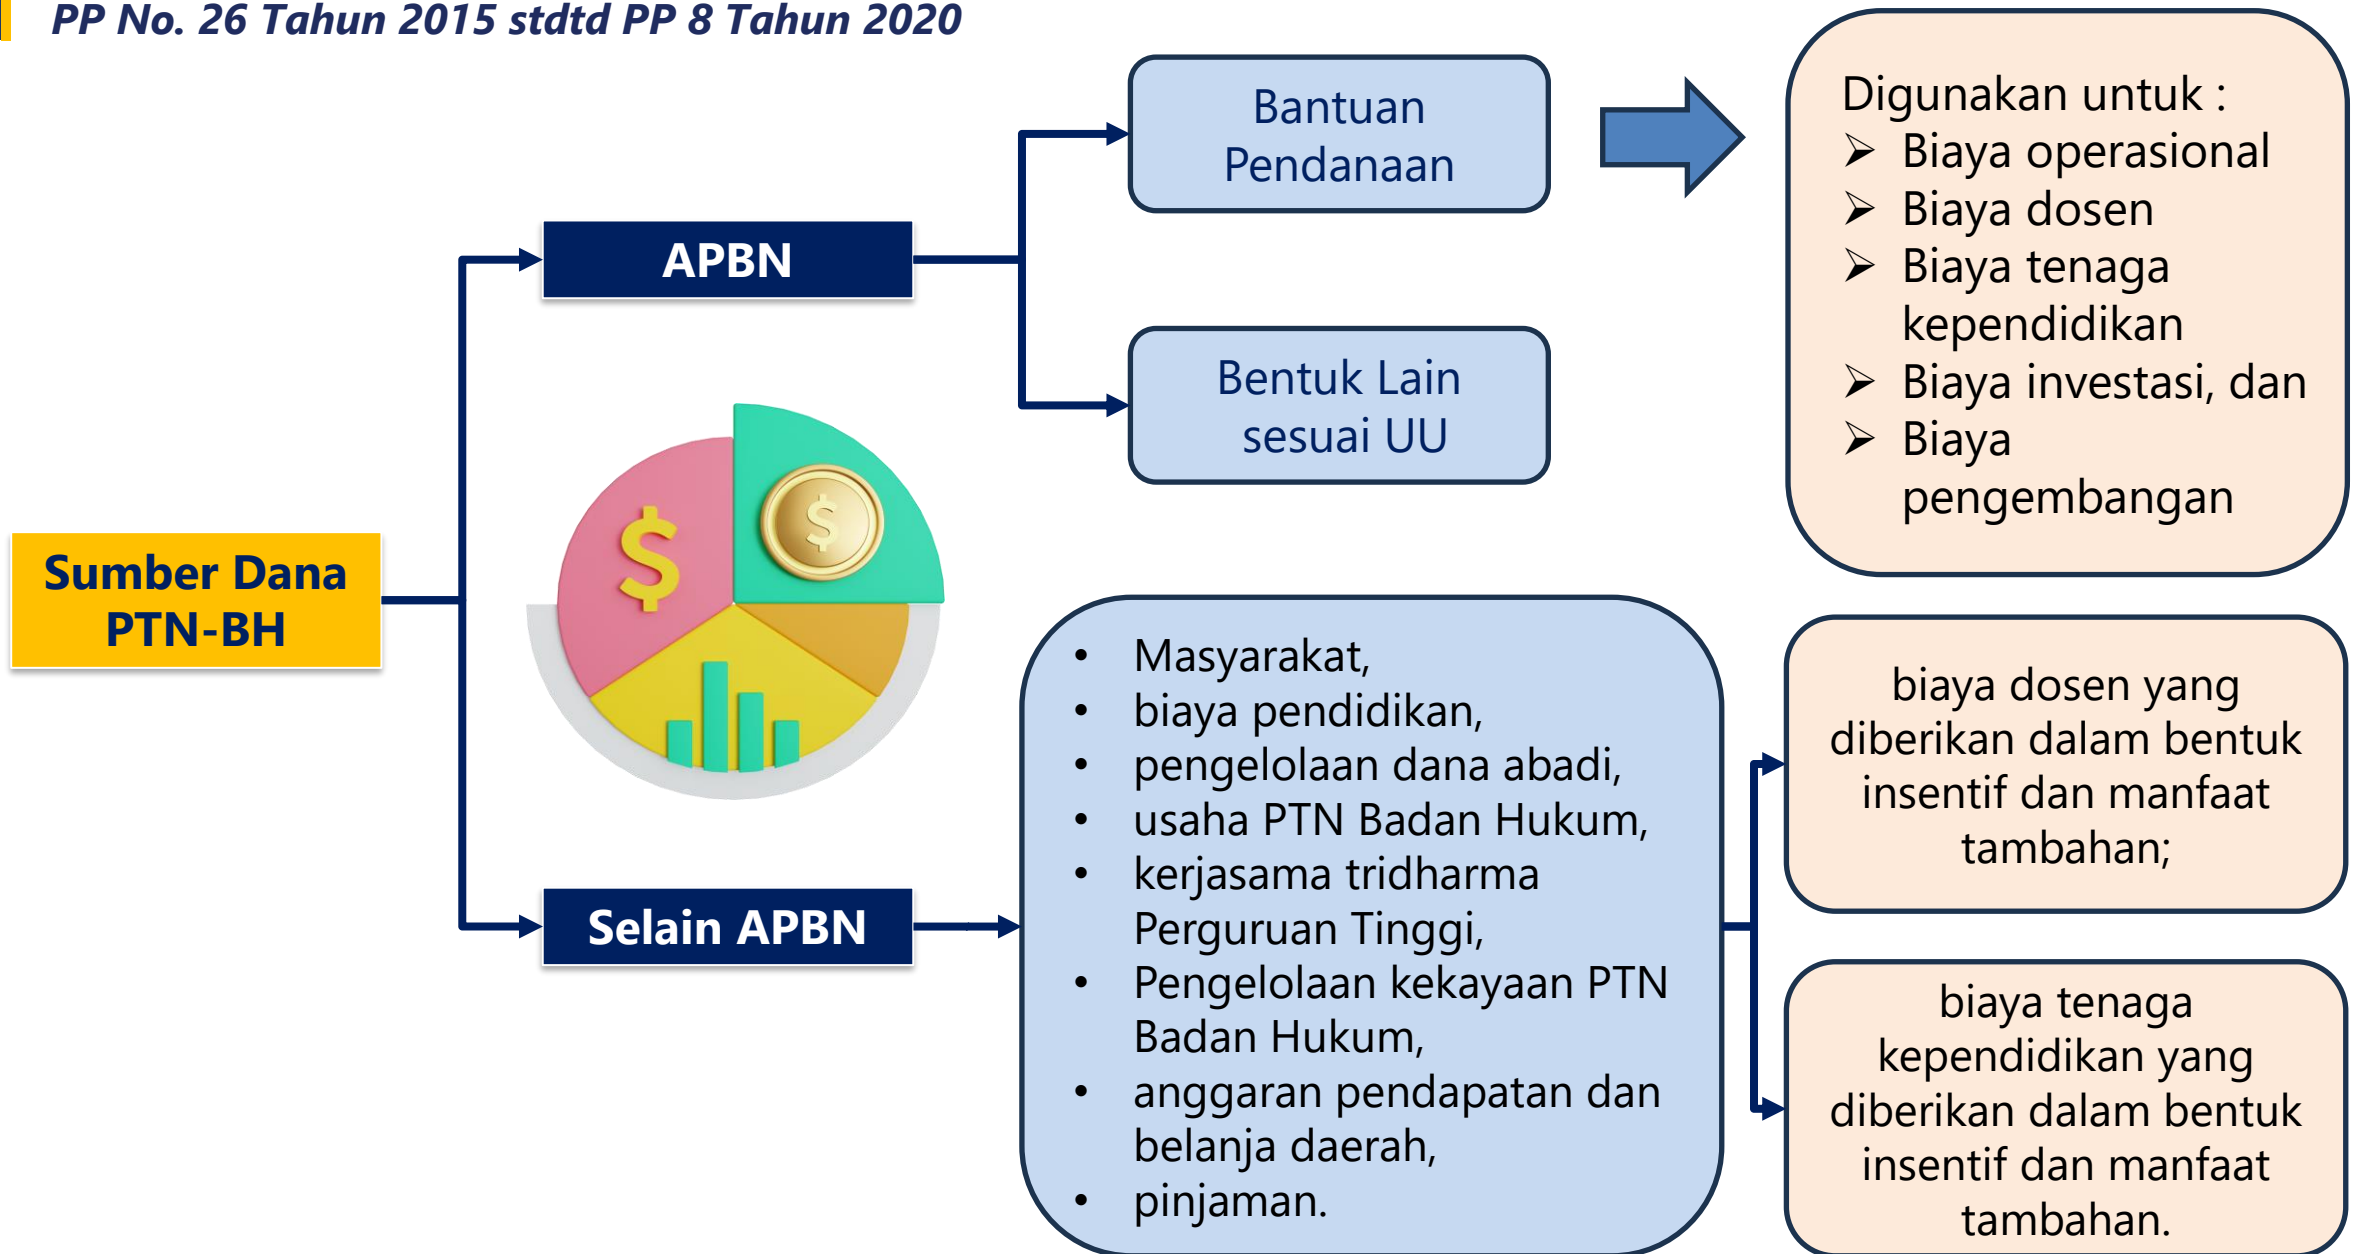 PP No. 26 Tahun 2015 stdtd PP 8 Tahun 2020
Sumber Dana
PTN-BH
APBN
Bantuan
Pendanaan
Bentuk Lain
sesuai UU
Digunakan untuk :
➢ Biaya operasional
➢ Biaya dosen
➢ Biaya tenaga
kependidikan
➢ Biaya investasi, dan
➢ Biaya
pengembangan
$
$
Selain APBN
• Masyarakat,
• biaya pendidikan,
• pengelolaan dana abadi,
• usaha PTN Badan Hukum,
• kerjasama tridharma
Perguruan Tinggi,
• Pengelolaan kekayaan PTN
Badan Hukum,
• anggaran pendapatan dan
belanja daerah,
• pinjaman.
biaya dosen yang
diberikan dalam bentuk
insentif dan manfaat
tambahan;
biaya tenaga
kependidikan yang
diberikan dalam bentuk
insentif dan manfaat
tambahan.